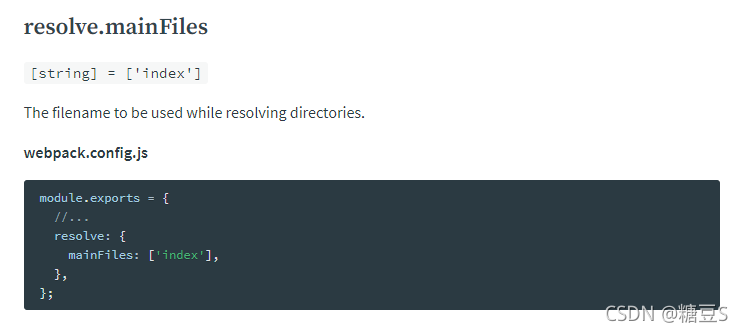 resolve.mainFiles
[string] = ['index']
The filename to be used while resolving directories.
webpack.config.js
module.exports = {
  //...
  resolve: {
    mainFiles: ['index'],
  },
};
CSDN @糖豆S